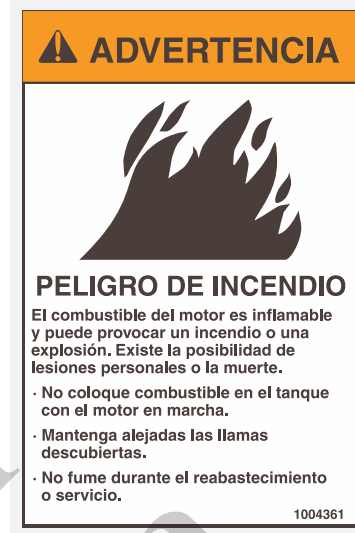 ADVERTENCIA
PELIGRO DE INCENDIO
El combustible del motor es inflamable
y puede provocar un incendio o una
explosión. Existe la posibilidad de
lesiones personales o la muerte.
· No coloque combustible en el tanque
con el motor en marcha.
· Mantenga alejadas las llamas
descubiertas.
· No fume durante el reabastecimiento
o servicio.
1004361